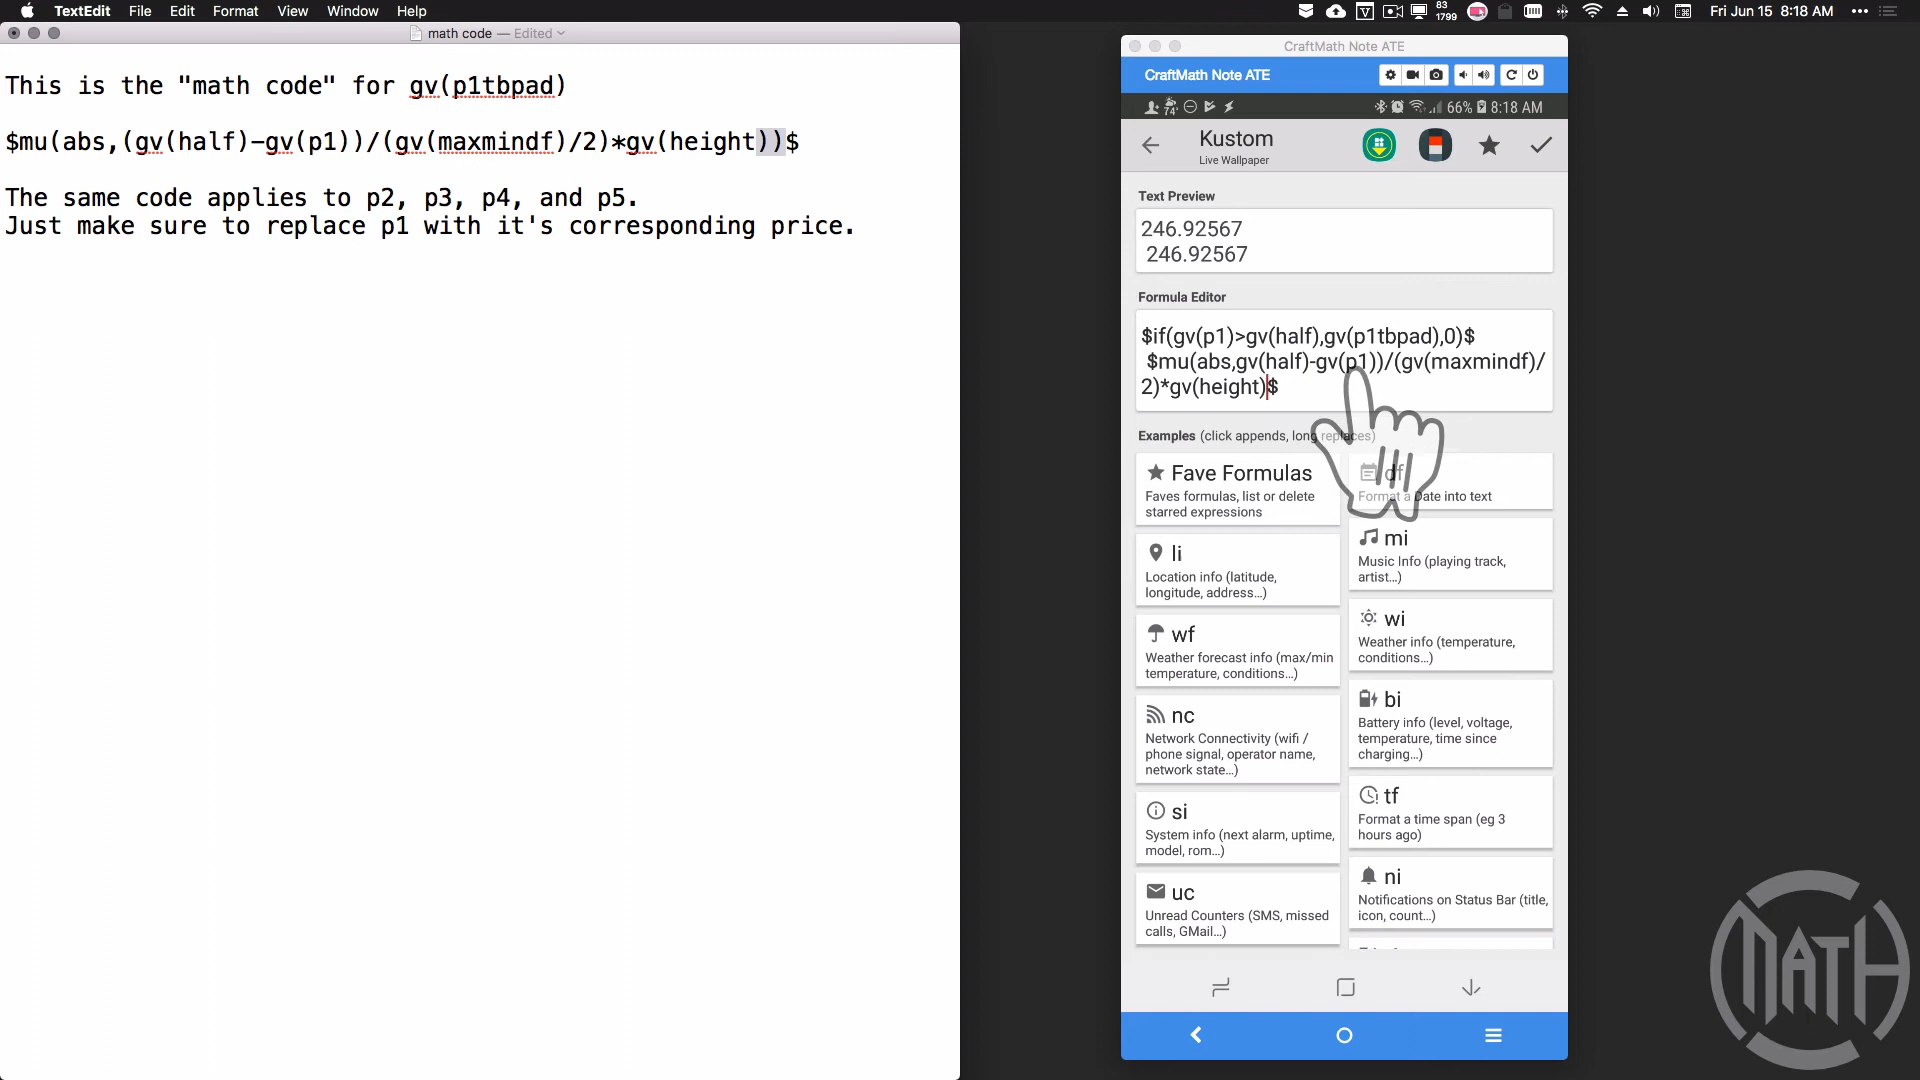 TextEdit File Edit Format View Window Help
83
1799
Fri Jun 15 8:18 AM
math code — Edited
This is the "math code" for gv(p1tbpad)
$mu(abs,(gv(half)-gv(p1))/(gv(maxmindf)/2)*gv(height))$
The same code applies to p2, p3, p4, and p5.
Just make sure to replace p1 with it's corresponding price.
CraftMath Note ATE
CraftMath Note ATE
74° 66% 8:18 AM
Kustom
Live Wallpaper
Text Preview
246.92567
246.92567
Formula Editor
$if(gv(p1)>gv(half),gv(p1tbpad),0)$
$mu(abs,gv(half)-gv(p1))/(gv(maxmindf)/
2)*gv(height)$
Examples (click appends, long replaces)
Fave Formulas
Faves formulas, list or delete
starred expressions
df
Format a Date into text
li
Location info (latitude,
longitude, address...)
mi
Music Info (playing track,
artist...)
wf
Weather forecast info (max/min
temperature, conditions...)
wi
Weather info (temperature,
conditions...)
nc
Network Connectivity (wifi /
phone signal, operator name,
network state...)
bi
Battery info (level, voltage,
temperature, time since
charging...)
si
System info (next alarm, uptime,
model, rom...)
tf
Format a time span (eg 3
hours ago)
uc
Unread Counters (SMS, missed
calls, GMail...)
ni
Notifications on Status Bar (title,
icon, count...)
MATH